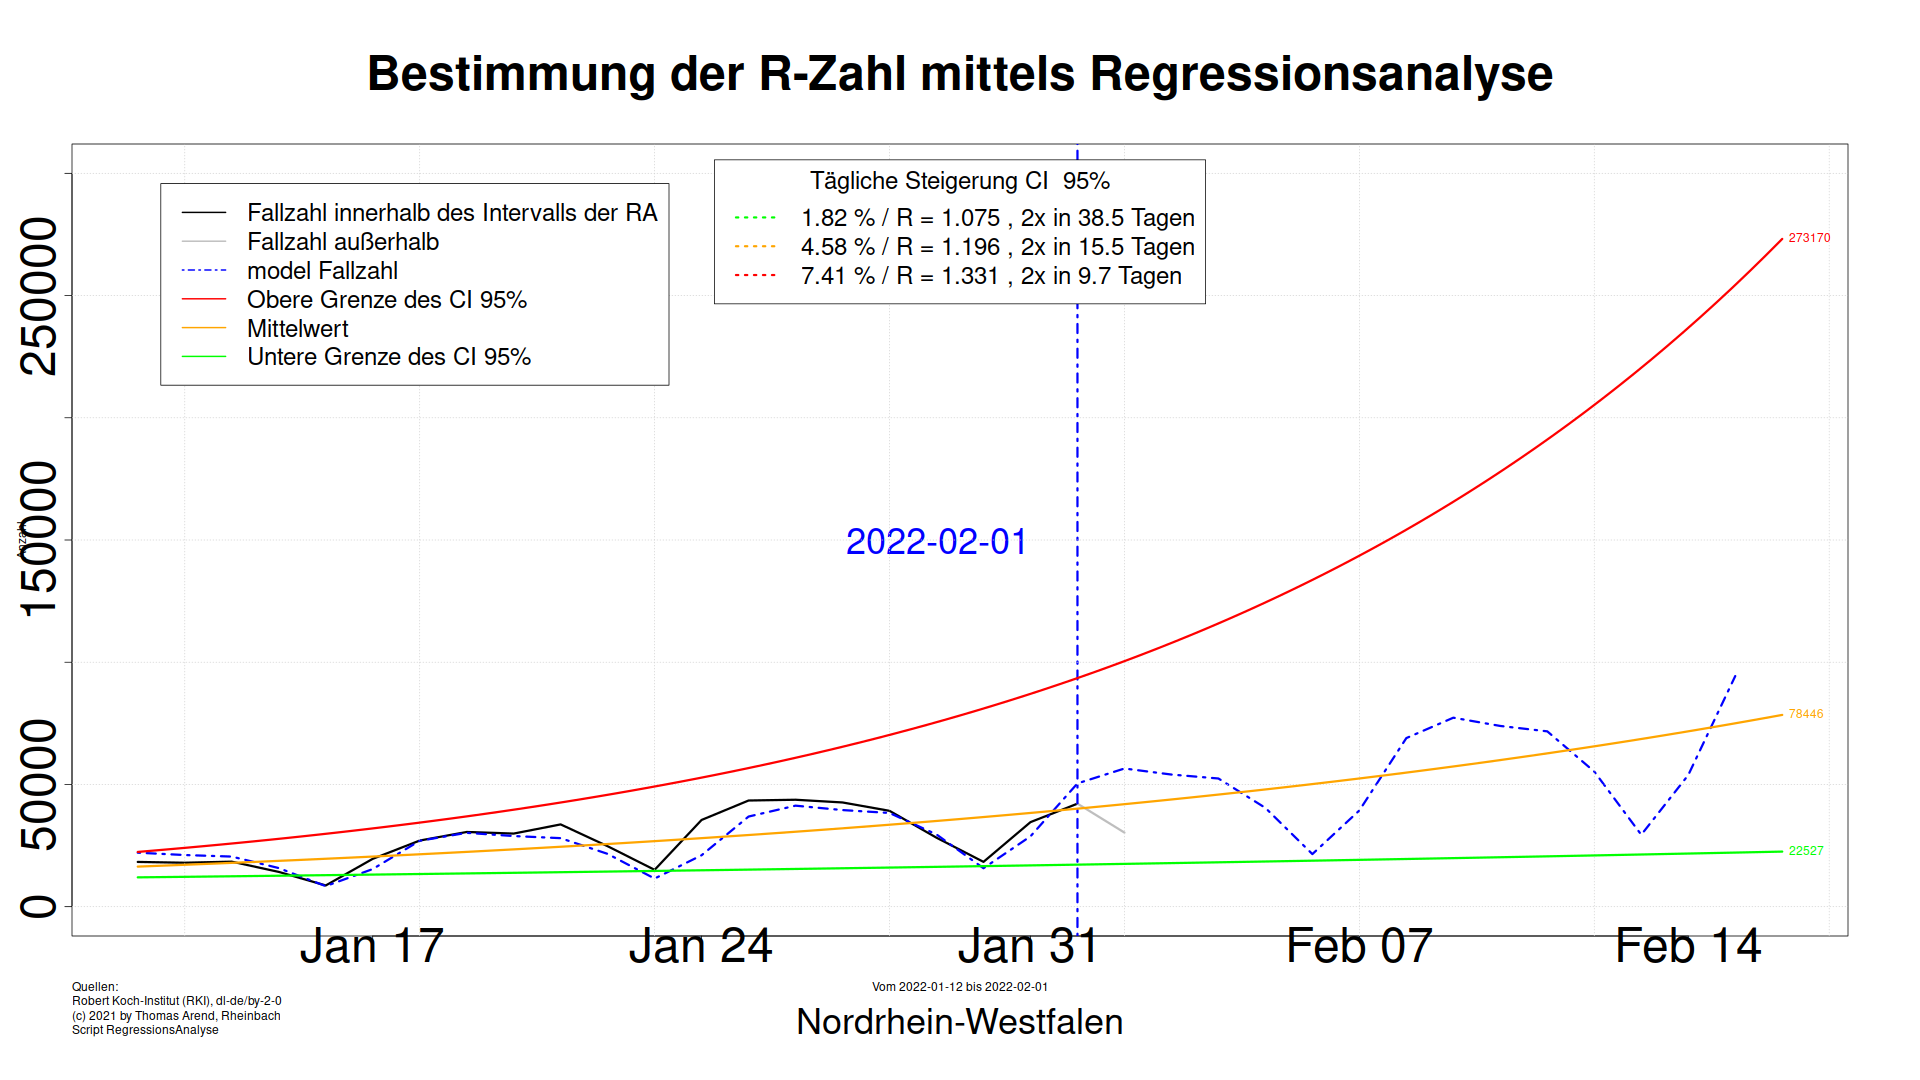 Bestimmung der R-Zahl mittels Regressionsanalyse
Fallzahl innerhalb des Intervalls der RA
Fallzahl außerhalb
model Fallzahl
Obere Grenze des CI 95%
Mittelwert
Untere Grenze des CI 95%
Tägliche Steigerung CI  95%
1.82 % / R = 1.075 , 2x in 38.5 Tagen
4.58 % / R = 1.196 , 2x in 15.5 Tagen
7.41 % / R = 1.331 , 2x in 9.7 Tagen
273170
250000
150000
Anzahl
2022-02-01
78446
50000
22527
0
Jan 17
Jan 24
Jan 31
Feb 07
Feb 14
Quellen:
Robert Koch-Institut (RKI), dl-de/by-2-0
(c) 2021 by Thomas Arend, Rheinbach
Script RegressionsAnalyse
Vom 2022-01-12 bis 2022-02-01
Nordrhein-Westfalen